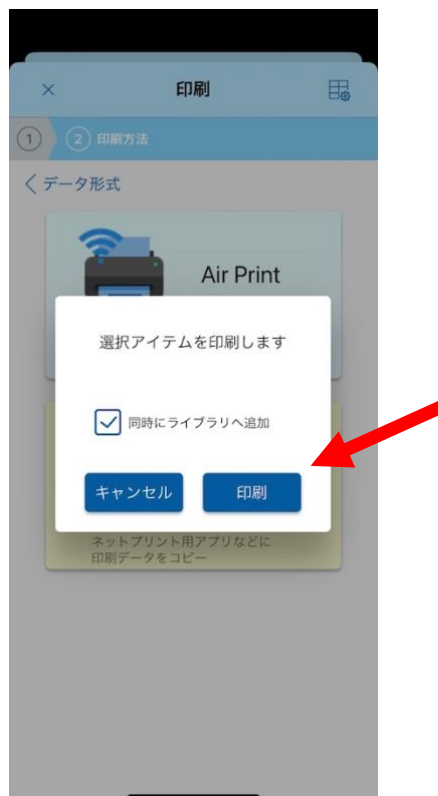 ×
印刷
1 2 印刷方法
＜ データ形式
Air Print
選択アイテムを印刷します
同時にライブラリへ追加
キャンセル 印刷
ネットプリント用アプリなどに
印刷データをコピー